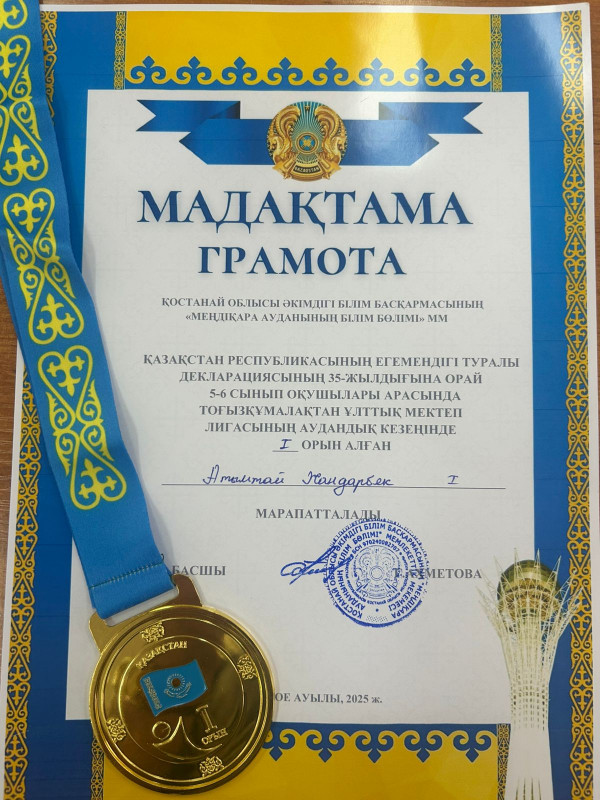 ҚАЗАҚСТАН
МАДАҚТАМА
ГРАМОТА
ҚОСТАНАЙ ОБЛЫСЫ ӘКІМДІГІ БІЛІМ БАСҚАРМАСЫНЫҢ
«МЕҢДІҚАРА АУДАНЫНЫҢ БІЛІМ БӨЛІМІ» ММ
ҚАЗАҚСТАН РЕСПУБЛИКАСЫНЫҢ ЕГЕМЕНДІГІ ТУРАЛЫ
ДЕКЛАРАЦИЯСЫНЫҢ 35-ЖЫЛДЫҒЫНА ОРАЙ
5-6 СЫНЫП ОҚУШЫЛАРЫ АРАСЫНДА
ТОҒЫЗҚҰМАЛАҚТАН ҰЛТТЫҚ МЕКТЕП
ЛИГАСЫНЫҢ АУДАНДЫҚ КЕЗЕҢІНДЕ
I ОРЫН АЛҒАН
Атымтай I
МАРАПАТТАЛАДЫ
БАСШЫ
АУЫЛЫ, 2025 ж.
ҚАЗАҚСТАН
I
ОРЫН